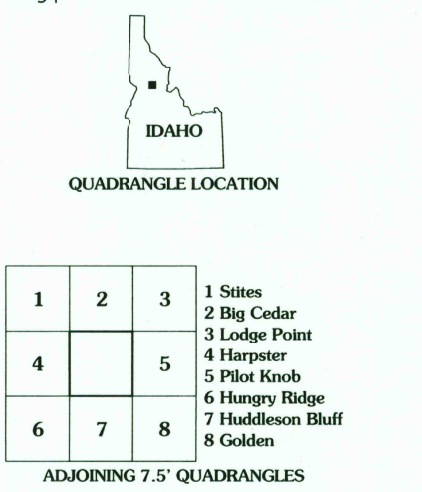 IDAHO
QUADRANGLE LOCATION
1 2 3
4 5
6 7 8
1 Stites
2 Big Cedar
3 Lodge Point
4 Harpster
5 Pilot Knob
6 Hungry Ridge
7 Huddleson Bluff
8 Golden
ADJOINING 7.5' QUADRANGLES